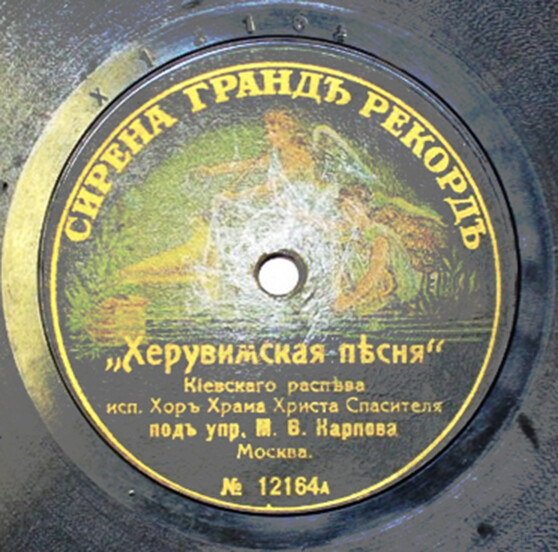 СИРЕНА ГРАНДЪ РЕКОРДЪ
„Херувимская пѣсня“
Кіевскаго распѣва
исп. Хоръ Храма Христа Спасителя
подъ упр. М. В. Карпова
Москва.
№ 12164А